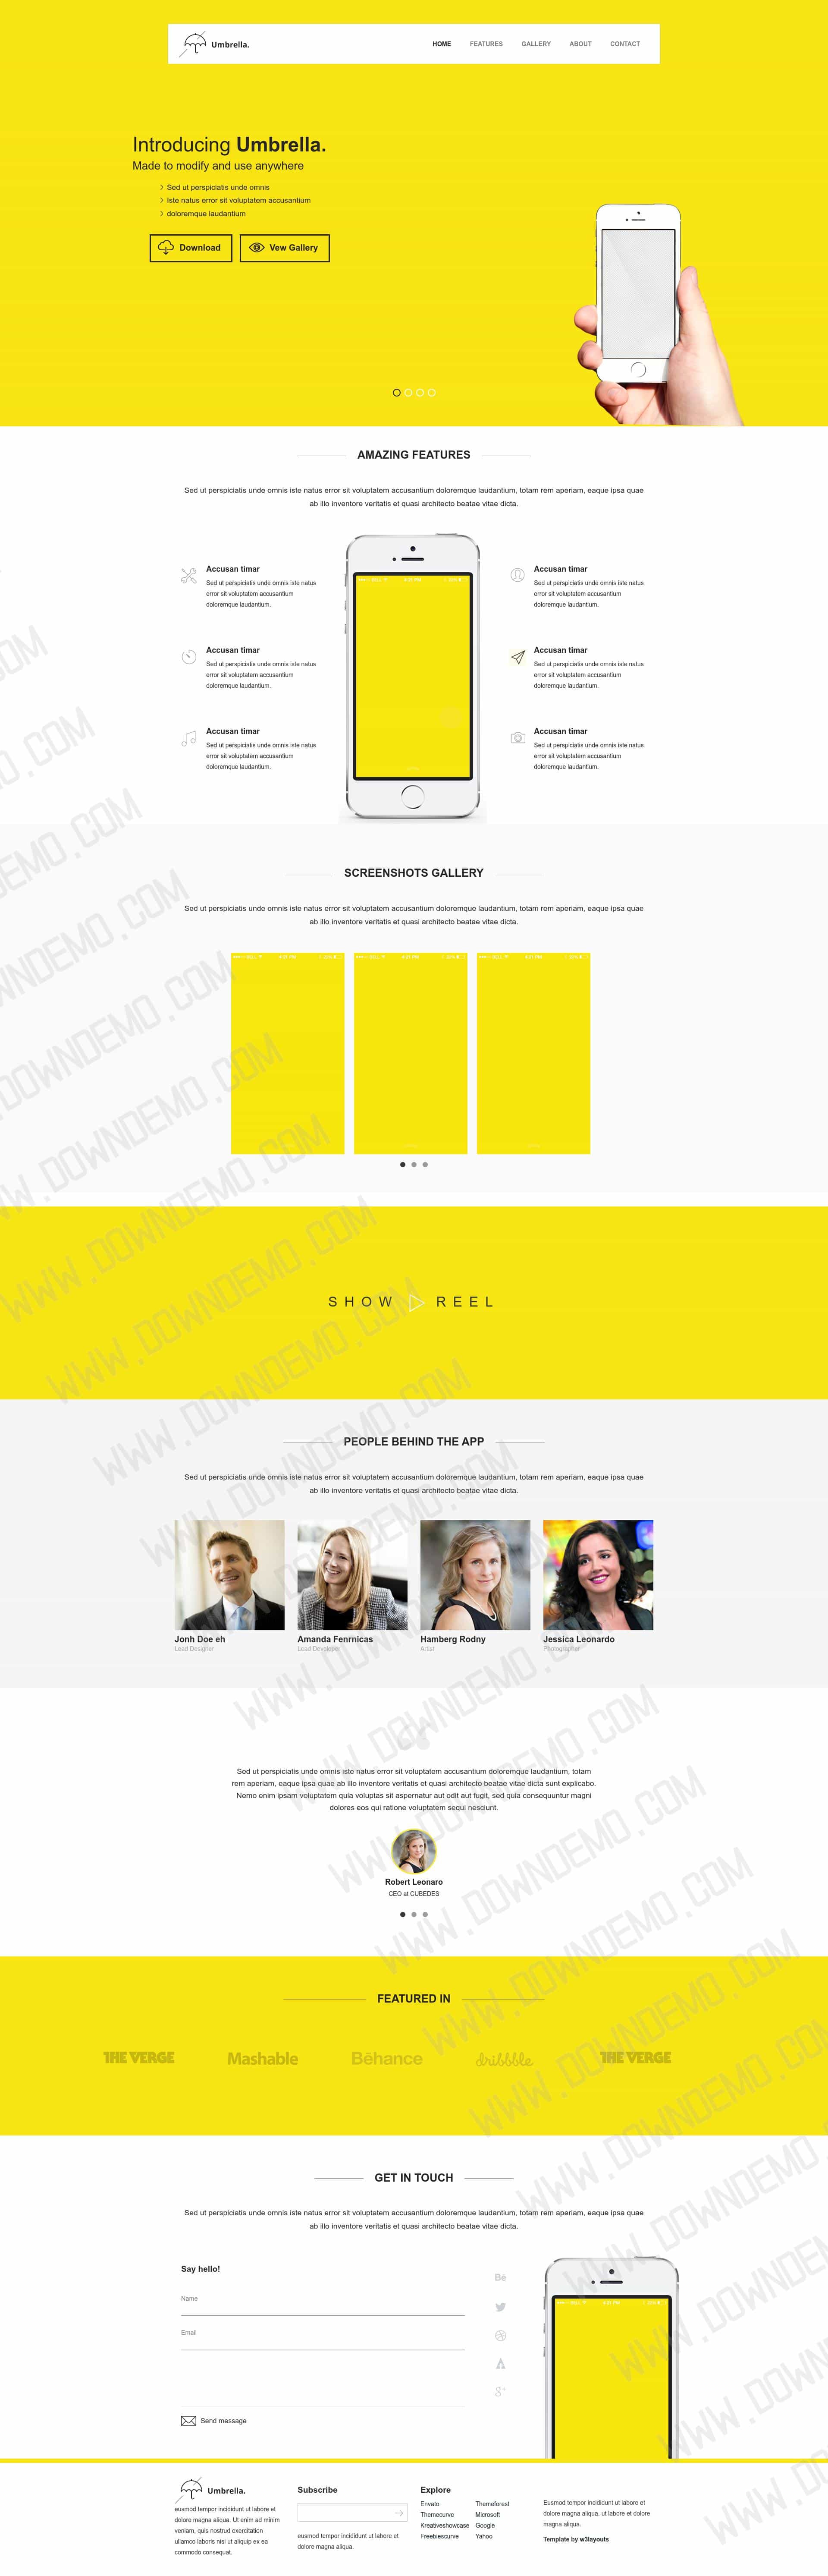 Umbrella.
HOME FEATURES GALLERY ABOUT CONTACT
Introducing Umbrella.
Made to modify and use anywhere
Sed ut perspiciatis unde omnis
Iste natus error sit voluptatem accusantium
doloremque laudantium
Download
Vew Gallery
AMAZING FEATURES
Sed ut perspiciatis unde omnis iste natus error sit voluptatem accusantium doloremque laudantium, totam rem aperiam, eaque ipsa quae
ab illo inventore veritatis et quasi architecto beatae vitae dicta.
Accusan timar
Sed ut perspiciatis unde omnis iste natus
error sit voluptatem accusantium
doloremque laudantium.
Accusan timar
Sed ut perspiciatis unde omnis iste natus
error sit voluptatem accusantium
doloremque laudantium.
Accusan timar
Sed ut perspiciatis unde omnis iste natus
error sit voluptatem accusantium
doloremque laudantium.
Accusan timar
Sed ut perspiciatis unde omnis iste natus
error sit voluptatem accusantium
doloremque laudantium.
Accusan timar
Sed ut perspiciatis unde omnis iste natus
error sit voluptatem accusantium
doloremque laudantium.
Accusan timar
Sed ut perspiciatis unde omnis iste natus
error sit voluptatem accusantium
doloremque laudantium.
SCREENSHOTS GALLERY
Sed ut perspiciatis unde omnis iste natus error sit voluptatem accusantium doloremque laudantium, totam rem aperiam, eaque ipsa quae
ab illo inventore veritatis et quasi architecto beatae vitae dicta.
SHOW REEL
PEOPLE BEHIND THE APP
Sed ut perspiciatis unde omnis iste natus error sit voluptatem accusantium doloremque laudantium, totam rem aperiam, eaque ipsa quae
ab illo inventore veritatis et quasi architecto beatae vitae dicta.
Jonh Doe eh
Lead Designer
Amanda Fenrnicas
Lead Developer
Hamberg Rodny
Artist
Jessica Leonardo
Photographer
Sed ut perspiciatis unde omnis iste natus error sit voluptatem accusantium doloremque laudantium, totam
rem aperiam, eaque ipsa quae ab illo inventore veritatis et quasi architecto beatae vitae dicta sunt explicabo.
Nemo enim ipsam voluptatem quia voluptas sit aspernatur aut odit aut fugit, sed quia consequuntur magni
dolores eos qui ratione voluptatem sequi nesciunt.
Robert Leonaro
CEO at CUBEDES
FEATURED IN
THE VERGE Mashable Bēhance dribbble THE VERGE
GET IN TOUCH
Sed ut perspiciatis unde omnis iste natus error sit voluptatem accusantium doloremque laudantium, totam rem aperiam, eaque ipsa quae
ab illo inventore veritatis et quasi architecto beatae vitae dicta.
Say hello!
Name
Email
Send message
Bē
g+
Umbrella.
eusmod tempor incididunt ut labore et
dolore magna aliqua. Ut enim ad minim
veniam, quis nostrud exercitation
ullamco laboris nisi ut aliquip ex ea
commodo consequat.
Subscribe
eusmod tempor incididunt ut labore et
dolore magna aliqua.
Explore
Envato
Themecurve
Kreativeshowcase
Freebiescurve
Themeforest
Microsoft
Google
Yahoo
Eusmod tempor incididunt ut labore et
dolore magna aliqua. ut labore et dolore
magna aliqua.
Template by w3layouts
WWW.DOWNDEMO.COM